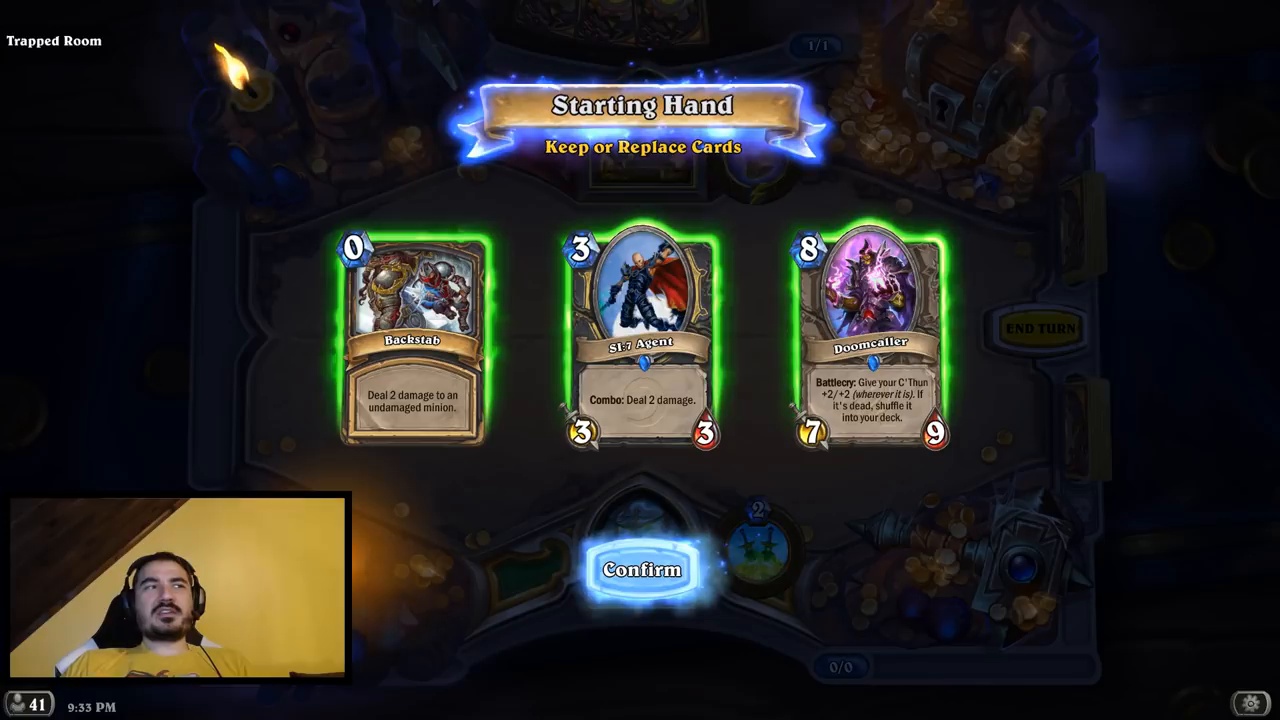 Trapped Room
1/1
Starting Hand
Keep or Replace Cards
0
Backstab
Deal 2 damage to an
undamaged minion.
3
SI:7 Agent
Combo: Deal 2 damage.
3
3
8
Doomcaller
Battlecry: Give your C'Thun
+2/+2 (wherever it is). If
it's dead, shuffle it
into your deck.
7
9
END TURN
2
Confirm
0/0
41
9:33 PM